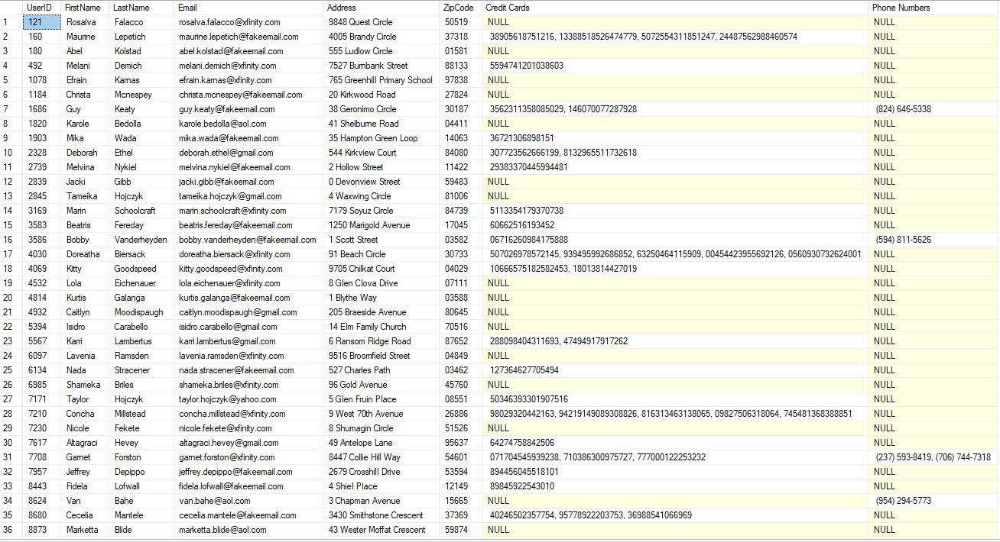 UserID FirstName LastName Email Address ZipCode Credit Cards Phone Numbers
1 121 Rosalva Falacco rosalva.falacco@xfinity.com 9848 Quest Circle 50519 NULL NULL
2 160 Maurine Lepetich maurine.lepetich@fakeemail.com 4005 Brandy Circle 37318 38905618751216, 13388518526474779, 5072554311851247, 24487562988460574 NULL
3 180 Abel Kolstad abel.kolstad@fakeemail.com 555 Ludlow Circle 01581 NULL NULL
4 492 Melani Demich melani.demich@xfinity.com 7527 Burnbank Street 88133 5594741201038603 NULL
5 1078 Efrain Karnas efrain.karnas@xfinity.com 765 Greenhill Primary School 97838 NULL NULL
6 1184 Christa Mcnespey christa.mcnespey@fakeemail.com 20 Kirkwood Road 27824 NULL NULL
7 1686 Guy Keaty guy.keaty@fakeemail.com 38 Geronimo Circle 30187 3562311358085029, 146070077287928 (824) 646-5338
8 1820 Karole Bedolla karole.bedolla@aol.com 41 Shelburne Road 04411 NULL NULL
9 1903 Mika Wada mika.wada@fakeemail.com 35 Hampton Green Loop 14063 36721306898151 NULL
10 2328 Deborah Ethel deborah.ethel@gmail.com 544 Kirkview Court 84080 307723562666199, 8132965511732618 NULL
11 2739 Melvina Nykiel melvina.nykiel@fakeemail.com 2 Hollow Street 11422 29383370445994481 NULL
12 2839 Jacki Gibb jacki.gibb@fakeemail.com 0 Devonview Street 59483 NULL NULL
13 2845 Tameika Hojczyk tameika.hojczyk@gmail.com 4 Waxwing Circle 81006 NULL NULL
14 3169 Marin Schoolcraft marin.schoolcraft@xfinity.com 7179 Soyuz Circle 84739 5113354179370738 NULL
15 3583 Beatris Fereday beatris.fereday@fakeemail.com 1250 Marigold Avenue 17045 60662516193452 NULL
16 3586 Bobby Vanderheyden bobby.vanderheyden@fakeemail.com 1 Scott Street 03582 06716260984175888 (594) 811-5626
17 4030 Doreatha Biersack doreatha.biersack@xfinity.com 91 Beach Circle 30733 507026978572145, 939495992686852, 63250464115909, 00454423955692126, 0560930732624001 NULL
18 4069 Kitty Goodspeed kitty.goodspeed@xfinity.com 9705 Chilkat Court 04029 10666575182582453, 18013814427019 NULL
19 4532 Lola Eichenauer lola.eichenauer@xfinity.com 8 Glen Clova Drive 07111 NULL NULL
20 4814 Kurtis Galanga kurtis.galanga@fakeemail.com 1 Blythe Way 03588 NULL NULL
21 4932 Caitlyn Moodispaugh caitlyn.moodispaugh@gmail.com 205 Braeside Avenue 80645 NULL NULL
22 5394 Isidro Carabello isidro.carabello@gmail.com 14 Elm Family Church 70516 NULL NULL
23 5567 Karri Lambertus karri.lambertus@gmail.com 6 Ransom Ridge Road 87652 288098404311693, 47494917917262 NULL
24 6097 Lavenia Ramsden lavenia.ramsden@xfinity.com 9516 Broomfield Street 04849 NULL NULL
25 6134 Nada Stracener nada.stracener@fakeemail.com 527 Charles Path 03462 127364627705494 NULL
26 6985 Shameka Briles shameka.briles@xfinity.com 96 Gold Avenue 45760 NULL NULL
27 7171 Taylor Hojczyk taylor.hojczyk@yahoo.com 5 Glen Fruin Place 08551 50346393301907516 NULL
28 7210 Concha Millstead concha.millstead@xfinity.com 9 West 70th Avenue 26886 98029320442163, 94219149089308826, 816313463138065, 09827506318064, 745481368388851 NULL
29 7230 Nicole Fekete nicole.fekete@xfinity.com 8 Shumagin Circle 51526 NULL NULL
30 7617 Altagraci Hevey altagraci.hevey@gmail.com 49 Antelope Lane 95637 64274758842506 NULL
31 7708 Garnet Forston garnet.forston@xfinity.com 8447 Collie Hill Way 54601 071704545939238, 710386300975727, 777000122253232 (237) 593-8419, (706) 744-7318
32 7957 Jeffrey Depippo jeffrey.depippo@fakeemail.com 2679 Crosshill Drive 53594 894456045518101 NULL
33 8443 Fidela Lofwall fidela.lofwall@fakeemail.com 4 Shiel Place 12149 89845922543010 NULL
34 8624 Van Bahe van.bahe@aol.com 3 Chapman Avenue 15665 NULL (954) 294-5773
35 8680 Cecelia Mantele cecelia.mantele@fakeemail.com 3430 Smithstone Crescent 37369 40246502357754, 95778922203753, 36988541066969 NULL
36 8873 Marketta Blide marketta.blide@aol.com 43 Wester Moffat Crescent 59874 NULL NULL